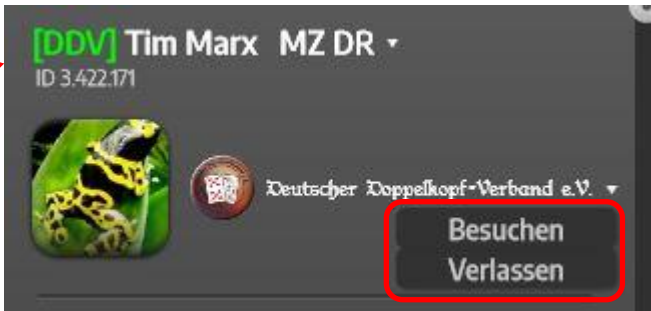 [DDV] Tim Marx MZ DR
ID 3.422.171
Deutscher Doppelkopf-Verband e.V.
Besuchen
Verlassen